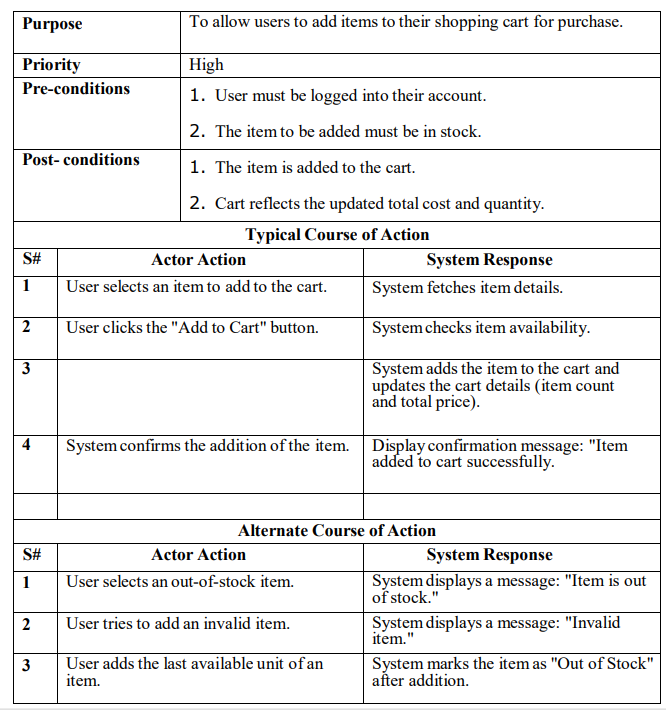 Purpose
To allow users to add items to their shopping cart for purchase.
Priority
High
Pre-conditions
1. User must be logged into their account.
2. The item to be added must be in stock.
Post- conditions
1. The item is added to the cart.
2. Cart reflects the updated total cost and quantity.
Typical Course of Action
S#
Actor Action
System Response
1
User selects an item to add to the cart.
System fetches item details.
2
User clicks the "Add to Cart" button.
System checks item availability.
3
System adds the item to the cart and
updates the cart details (item count
and total price).
4
System confirms the addition of the item.
Display confirmation message: "Item
added to cart successfully.
Alternate Course of Action
S#
Actor Action
System Response
1
User selects an out-of-stock item.
System displays a message: "Item is out
of stock."
2
User tries to add an invalid item.
System displays a message: "Invalid
item."
3
User adds the last available unit of an
item.
System marks the item as "Out of Stock"
after addition.